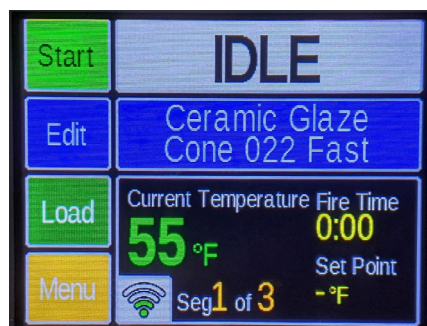 Start
IDLE
Edit
Ceramic Glaze
Cone 022 Fast
Load
Current Temperature
55 °F
Fire Time
0:00
Set Point
- °F
Menu
Seg 1 of 3